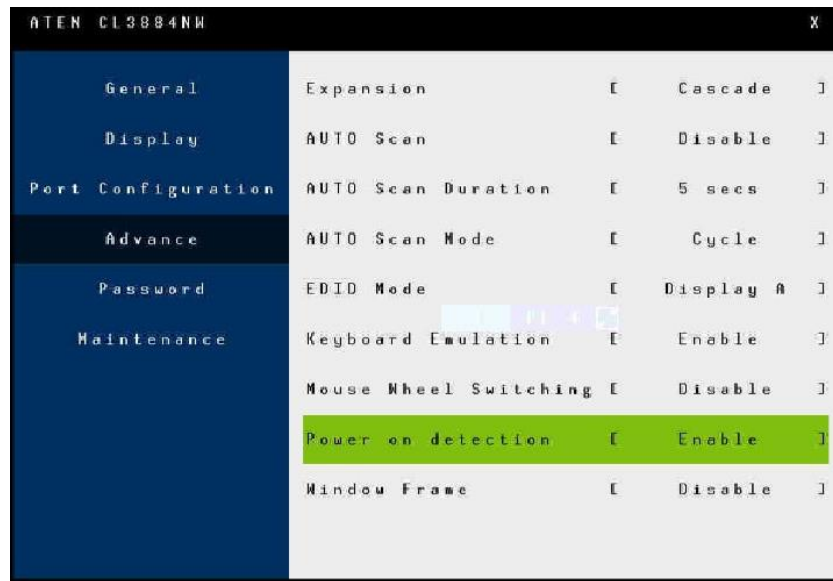 ATEN CL3884NW X
General
Display
Port Configuration
Advance
Password
Maintenance
Expansion [ Cascade ]
AUTO Scan [ Disable ]
AUTO Scan Duration [ 5 secs ]
AUTO Scan Mode [ Cycle ]
EDID Mode [ Display A ]
Keyboard Emulation [ Enable ]
Mouse Wheel Switching [ Disable ]
Power on detection [ Enable ]
Window Frame [ Disable ]